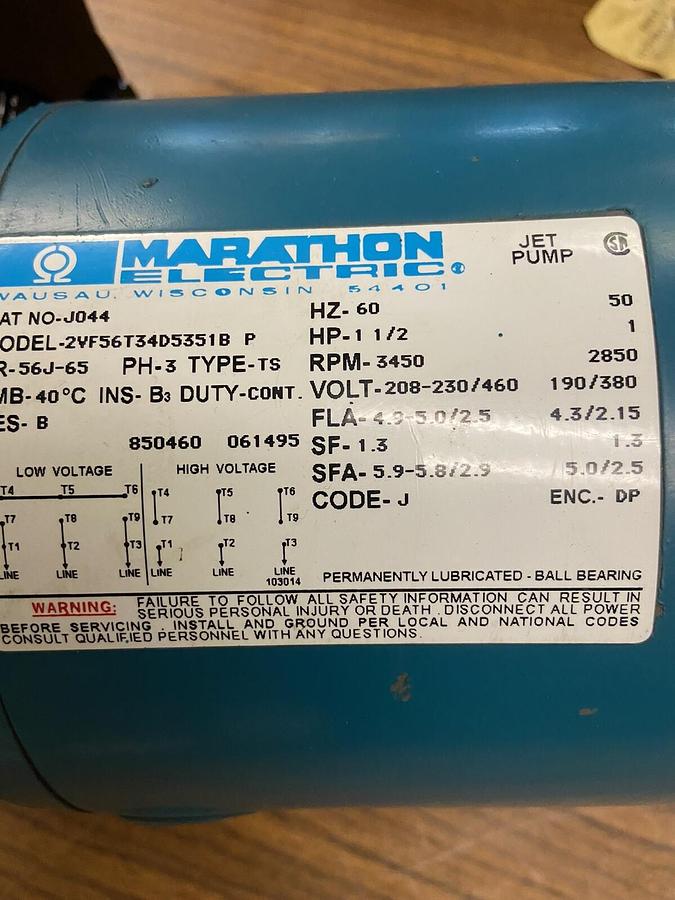 MARATHON
ELECTRIC®
WAUSAU, WISCONSIN 54401
JET
PUMP
AT NO-J044
ODEL-2VF56T34D5351B P
R-56J-65 PH-3 TYPE-TS
MB-40°C INS-B3 DUTY-CONT.
ES-B
850460 061495
HZ-60 50
HP-1 1/2 1
RPM-3450 2850
VOLT-208-230/460 190/380
FLA-4.9-5.0/2.5 4.3/2.15
SF-1.3 1.3
SFA-5.9-5.8/2.9 5.0/2.5
CODE-J ENC.-DP
LOW VOLTAGE HIGH VOLTAGE
T4 T5 T6 T4 T5 T6
T7 T8 T9 T7 T8 T9
T1 T2 T3 T1 T2 T3
LINE LINE LINE LINE LINE LINE
103014
PERMANENTLY LUBRICATED - BALL BEARING
WARNING: FAILURE TO FOLLOW ALL SAFETY INFORMATION CAN RESULT IN
SERIOUS PERSONAL INJURY OR DEATH. DISCONNECT ALL POWER
BEFORE SERVICING. INSTALL AND GROUND PER LOCAL AND NATIONAL CODES
CONSULT QUALIFIED PERSONNEL WITH ANY QUESTIONS.